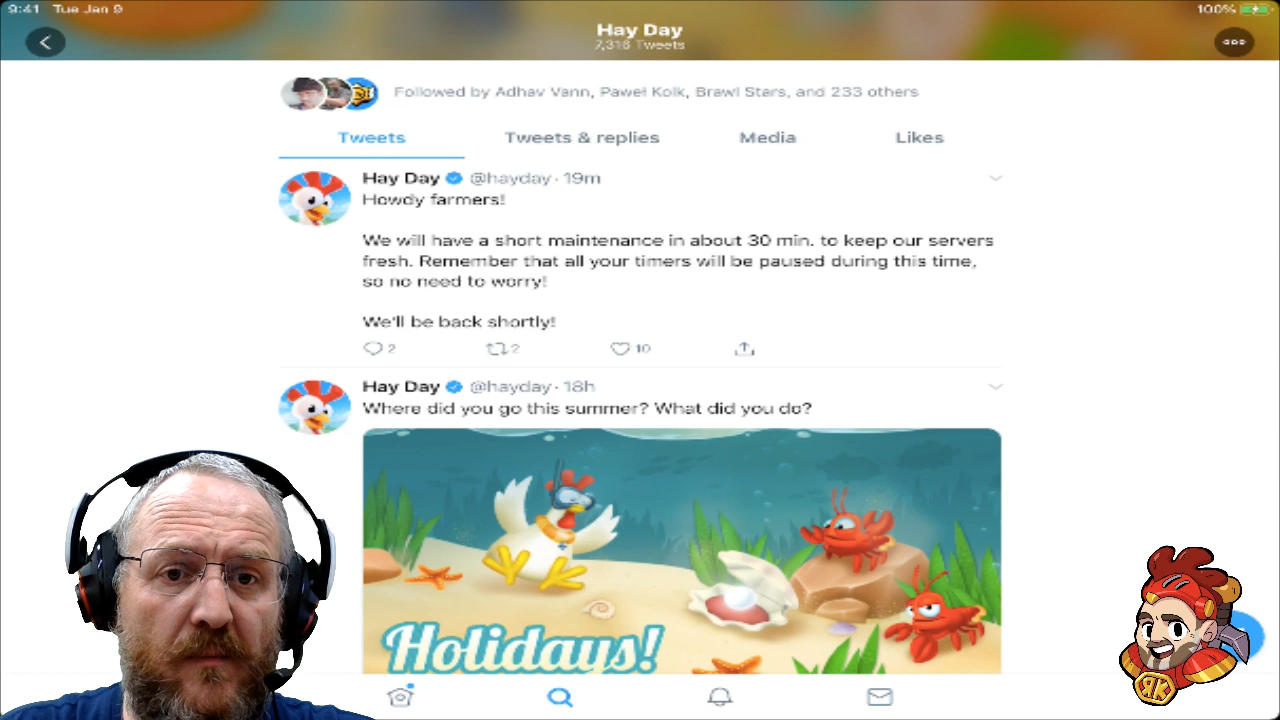 9:41 Tue Jan 9
100%
Hay Day
7,316 Tweets
Followed by Adhav Vann, Paweł Kolk, Brawl Stars, and 233 others
Tweets Tweets & replies Media Likes
Hay Day @hayday · 19m
Howdy farmers!
We will have a short maintenance in about 30 min. to keep our servers
fresh. Remember that all your timers will be paused during this time,
so no need to worry!
We'll be back shortly!
2 2 10
Hay Day @hayday · 18h
Where did you go this summer? What did you do?
Holidays!